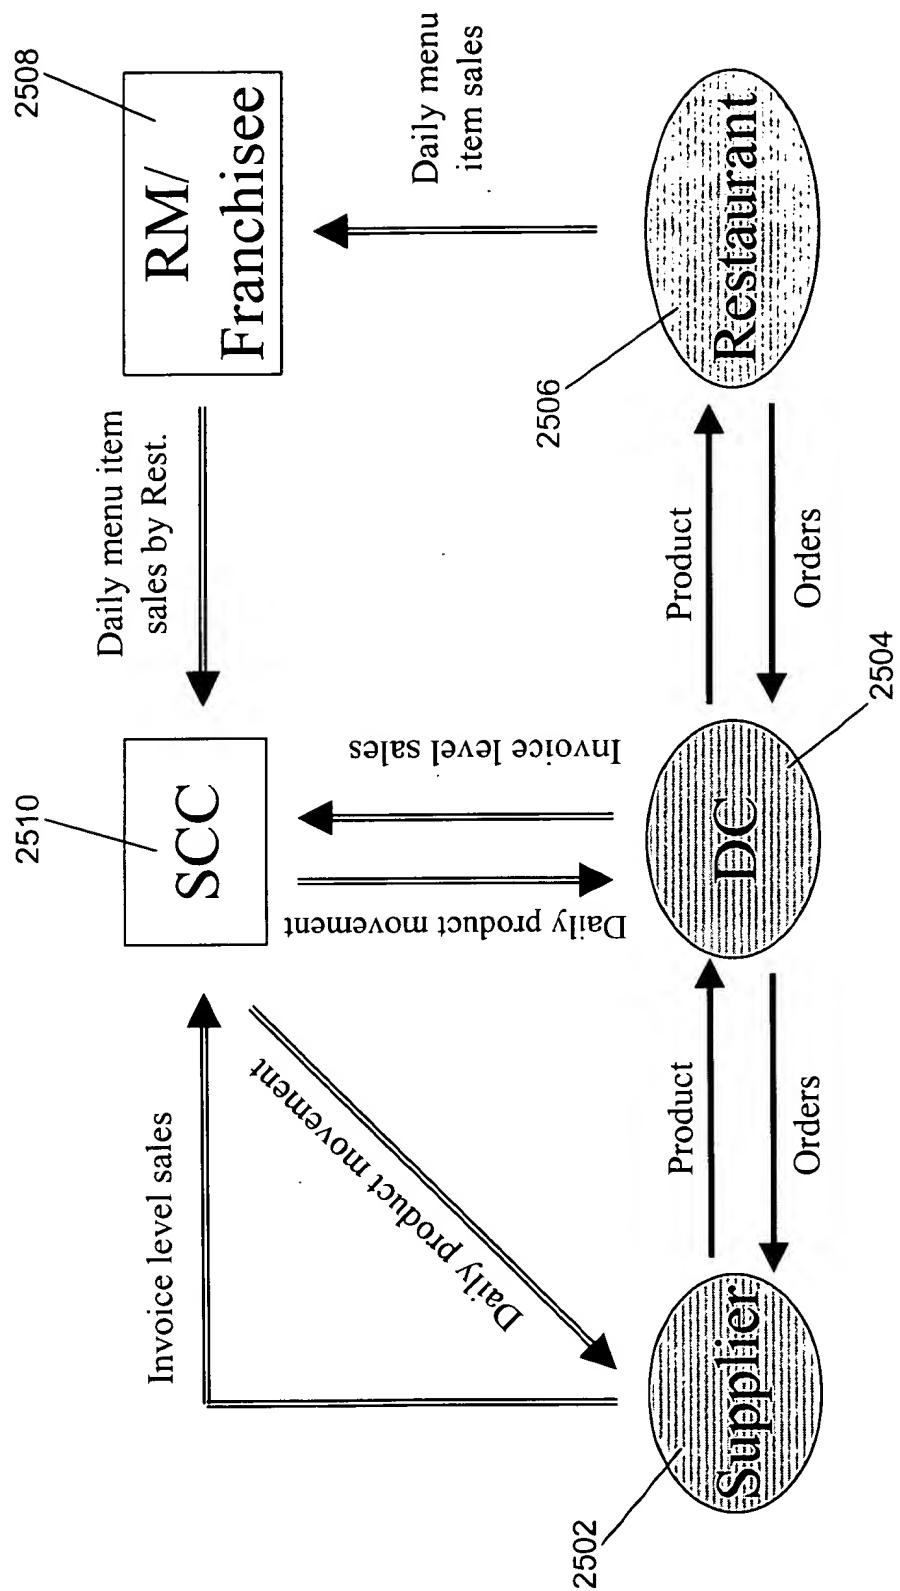 2510
SCC
Daily menu item
sales by Rest.
2508
RM/
Franchisee
Invoice level sales
Daily product movement
Daily product movement
Invoice level sales
Daily menu
item sales
2502
Supplier
Product
Orders
DC
2504
Product
Orders
2506
Restaurant